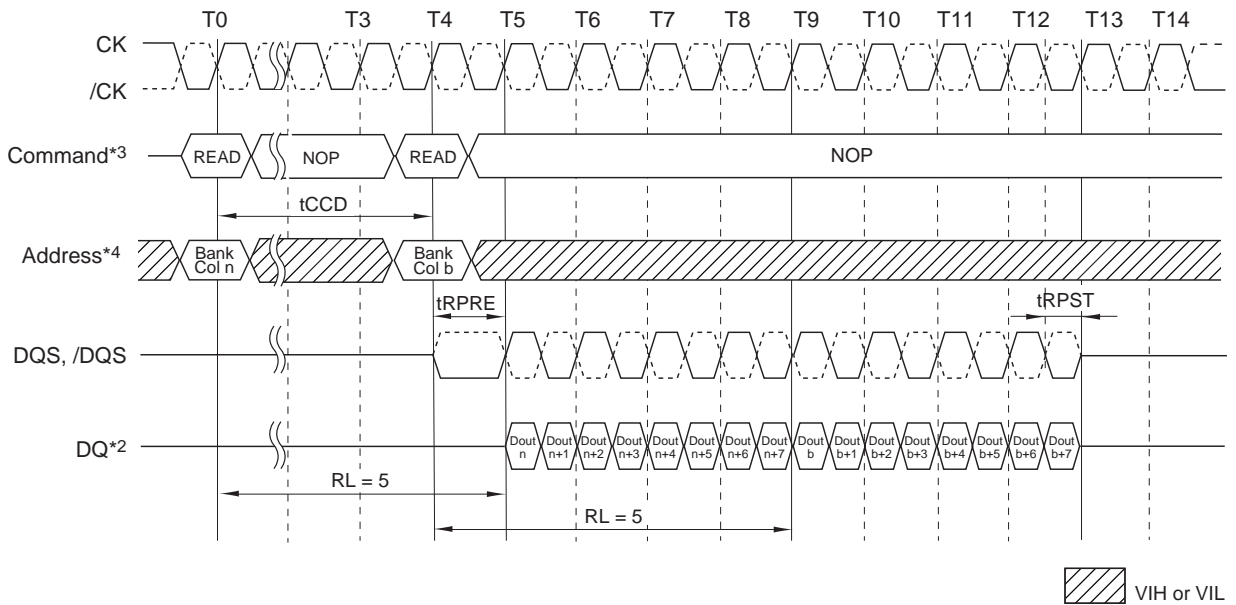 T0 T3 T4 T5 T6 T7 T8 T9 T10 T11 T12 T13 T14
CK
/CK
Command*3 READ NOP READ NOP
tCCD
Address*4 Bank Col n Bank Col b
tRPRE tRPST
DQS, /DQS
DQ*2 Dout n Dout n+1 Dout n+2 Dout n+3 Dout n+4 Dout n+5 Dout n+6 Dout n+7 Dout b Dout b+1 Dout b+2 Dout b+3 Dout b+4 Dout b+5 Dout b+6 Dout b+7
RL = 5
RL = 5
VIH or VIL